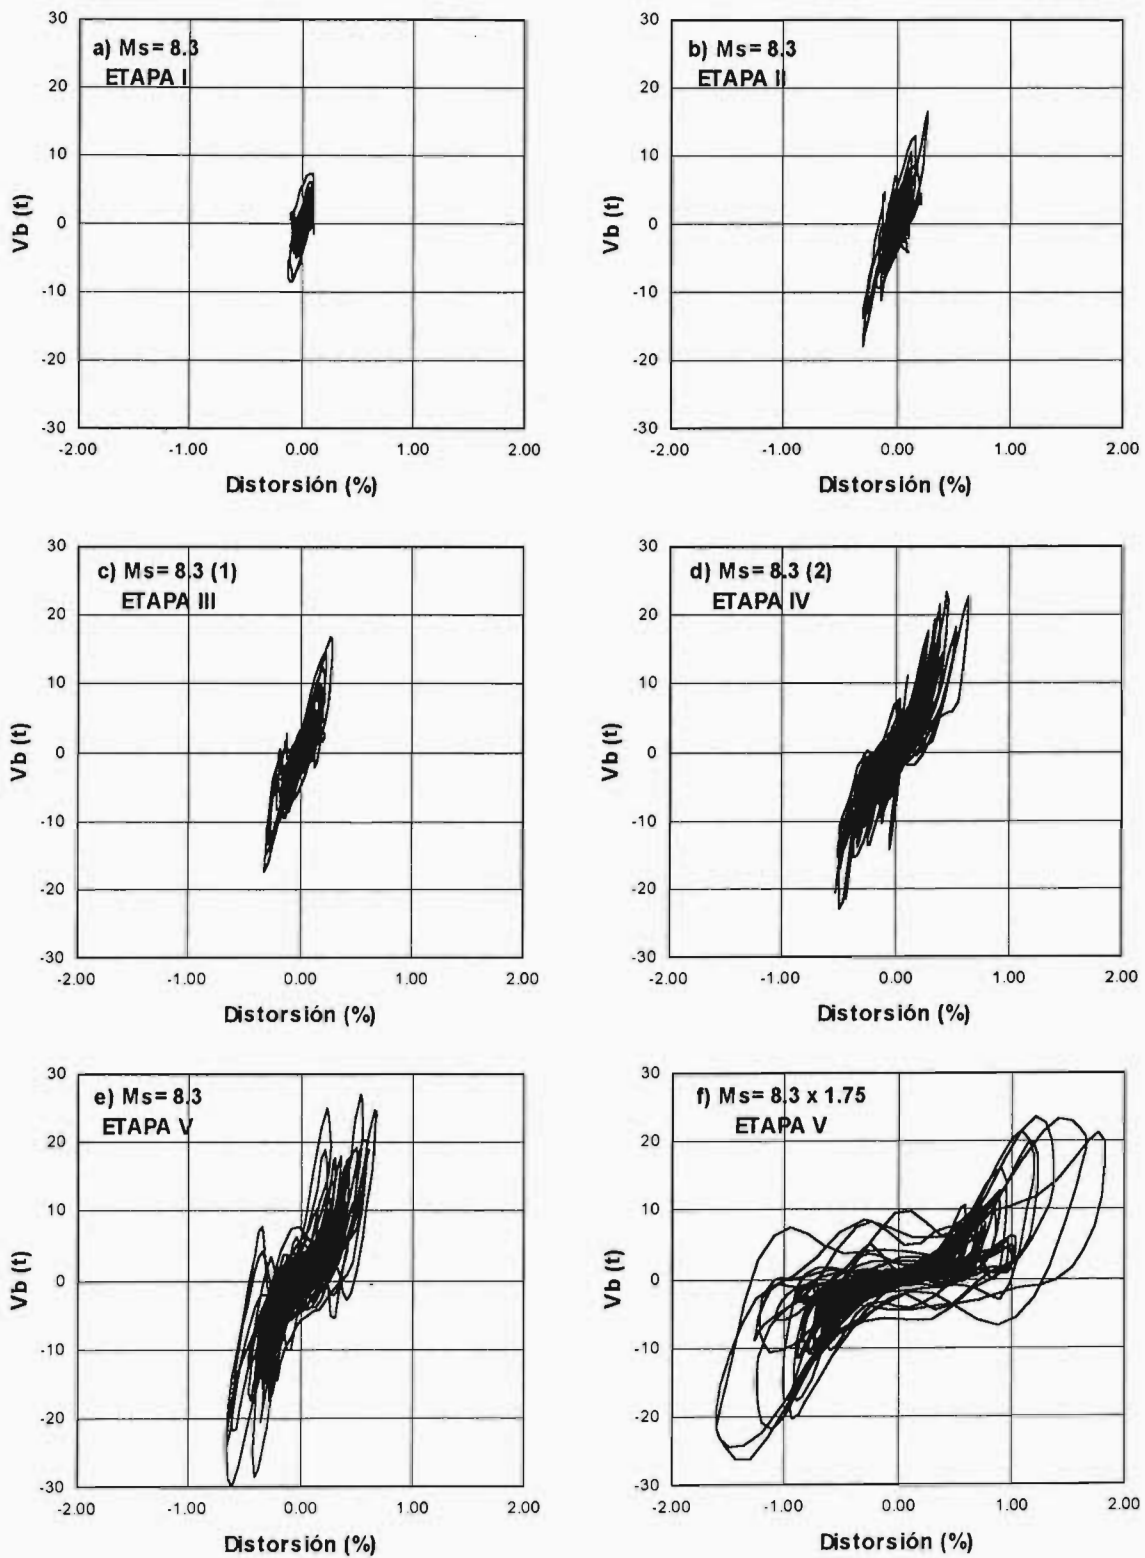 a) Ms= 8.3
ETAPA I
30
20
10
0
-10
-20
-30
Vb (t)
-2.00 -1.00 0.00 1.00 2.00
Distorsión (%)
b) Ms= 8.3
ETAPA II
30
20
10
0
-10
-20
-30
Vb (t)
-2.00 -1.00 0.00 1.00 2.00
Distorsión (%)
c) Ms= 8.3 (1)
ETAPA III
30
20
10
0
-10
-20
-30
Vb (t)
-2.00 -1.00 0.00 1.00 2.00
Distorsión (%)
d) Ms= 8.3 (2)
ETAPA IV
30
20
10
0
-10
-20
-30
Vb (t)
-2.00 -1.00 0.00 1.00 2.00
Distorsión (%)
e) Ms= 8.3
ETAPA V
30
20
10
0
-10
-20
-30
Vb (t)
-2.00 -1.00 0.00 1.00 2.00
Distorsión (%)
f) Ms= 8.3 x 1.75
ETAPA V
30
20
10
0
-10
-20
-30
Vb (t)
-2.00 -1.00 0.00 1.00 2.00
Distorsión (%)